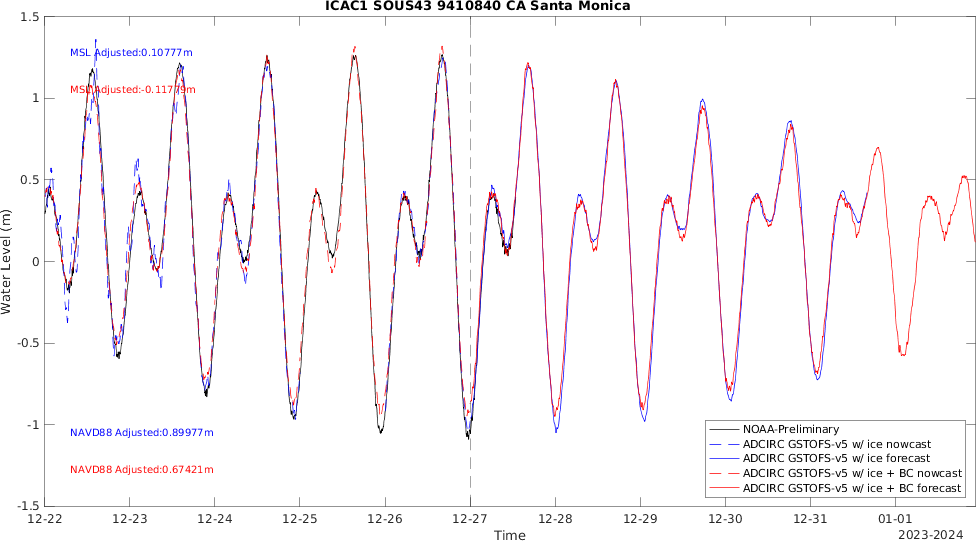 ICAC1 SOUS43 9410840 CA Santa Monica
1.5
MSL Adjusted:0.10777m
MSL Adjusted:-0.11779m
1
0.5
0
-0.5
-1
-1.5
Water Level (m)
NAVD88 Adjusted:0.89977m
NAVD88 Adjusted:0.67421m
NOAA-Preliminary
ADCIRC GSTOFS-v5 w/ ice nowcast
ADCIRC GSTOFS-v5 w/ ice forecast
ADCIRC GSTOFS-v5 w/ ice + BC nowcast
ADCIRC GSTOFS-v5 w/ ice + BC forecast
12-22 12-23 12-24 12-25 12-26 12-27 12-28 12-29 12-30 12-31 01-01
Time
2023-2024